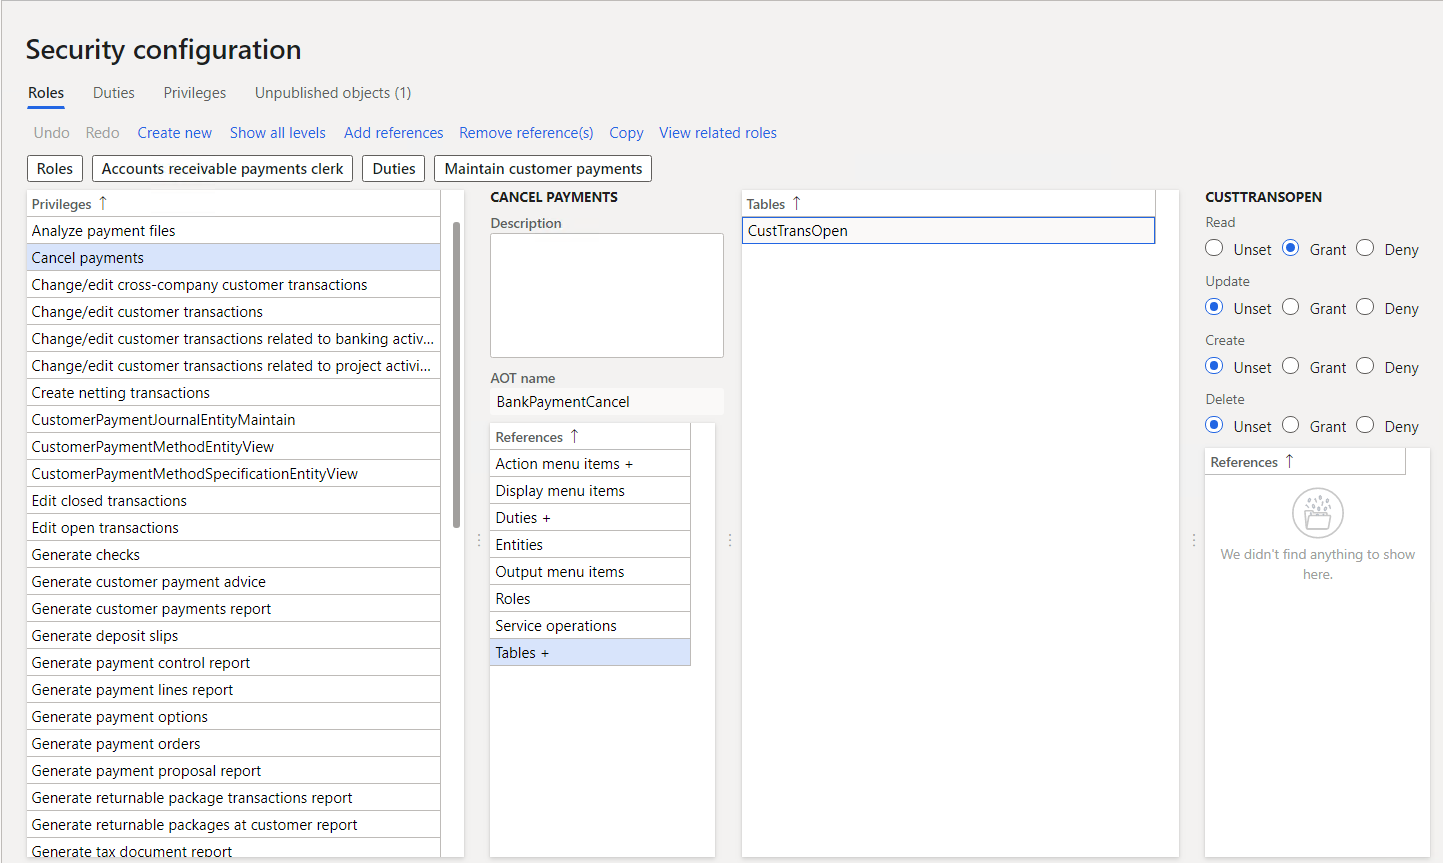 Security configuration
Roles Duties Privileges Unpublished objects (1)
Undo Redo Create new Show all levels Add references Remove reference(s) Copy View related roles
Roles Accounts receivable payments clerk Duties Maintain customer payments
Privileges ↑
Analyze payment files
Cancel payments
Change/edit cross-company customer transactions
Change/edit customer transactions
Change/edit customer transactions related to banking activ...
Change/edit customer transactions related to project activi...
Create netting transactions
CustomerPaymentJournalEntityMaintain
CustomerPaymentMethodEntityView
CustomerPaymentMethodSpecificationEntityView
Edit closed transactions
Edit open transactions
Generate checks
Generate customer payment advice
Generate customer payments report
Generate deposit slips
Generate payment control report
Generate payment lines report
Generate payment options
Generate payment orders
Generate payment proposal report
Generate returnable package transactions report
Generate returnable packages at customer report
Generate tax document report
CANCEL PAYMENTS
Description
AOT name
BankPaymentCancel
References ↑
Action menu items +
Display menu items
Duties +
Entities
Output menu items
Roles
Service operations
Tables +
Tables ↑
CustTransOpen
CUSTTRANSOPEN
Read
Unset Grant Deny
Update
Unset Grant Deny
Create
Unset Grant Deny
Delete
Unset Grant Deny
References ↑
We didn't find anything to show
here.